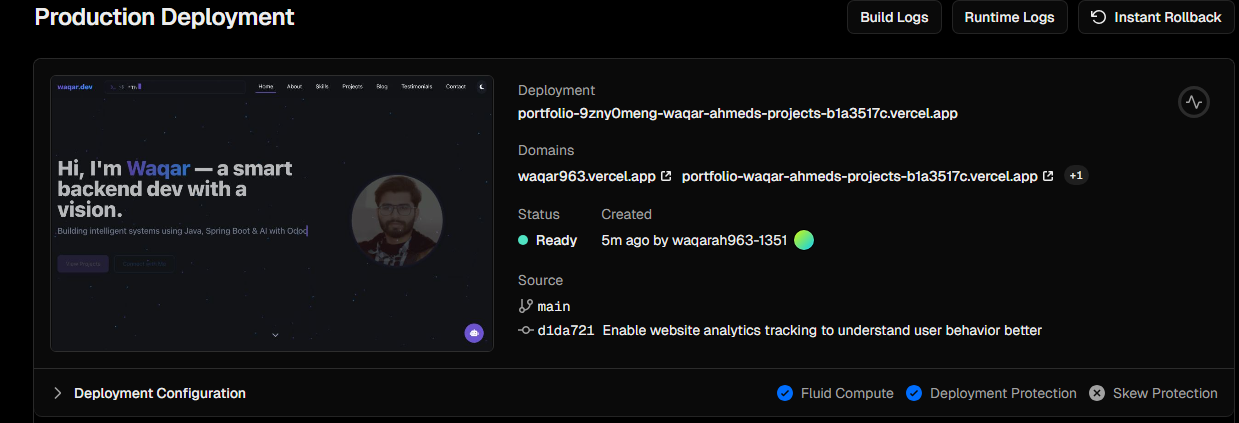 Production Deployment
Build Logs
Runtime Logs
Instant Rollback
waqar.dev
Home About Skills Projects Blog Testimonials Contact
Hi, I'm Waqar — a smart
backend dev with a
vision.
Building intelligent systems using Java, Spring Boot & AI with Odoo
View Projects
Deployment
portfolio-9zny0meng-waqar-ahmeds-projects-b1a3517c.vercel.app
Domains
waqar963.vercel.app portfolio-waqar-ahmeds-projects-b1a3517c.vercel.app +1
Status Created
Ready 5m ago by waqarah963-1351
Source
main
d1da721 Enable website analytics tracking to understand user behavior better
Deployment Configuration
Fluid Compute Deployment Protection Skew Protection